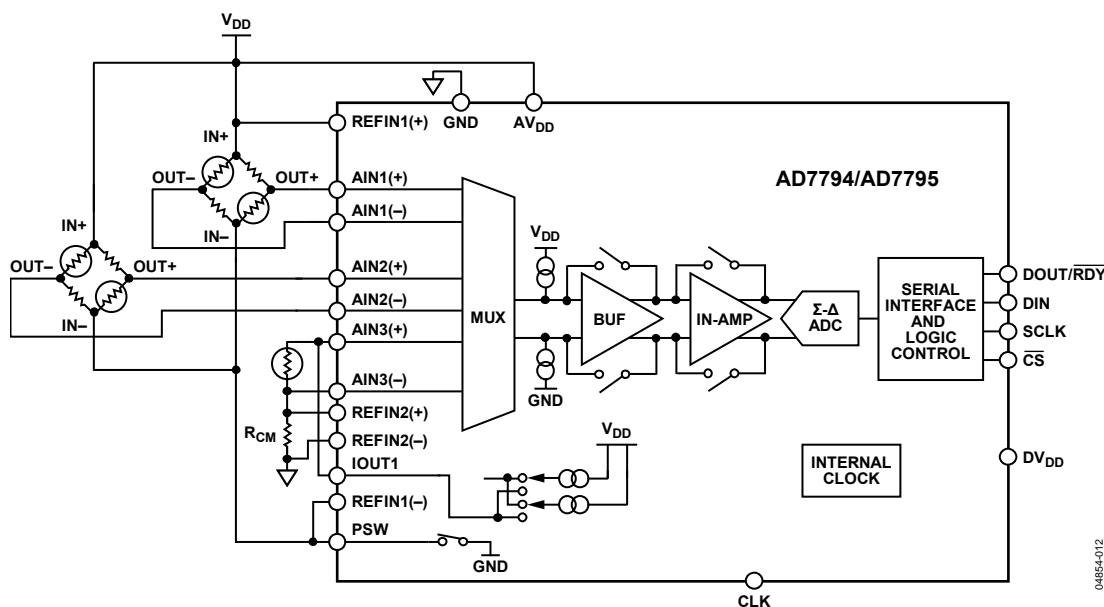 VDD
GND
AVDD
REFIN1(+)
IN+
OUT–
OUT+
IN–
AIN1(+)
AIN1(–)
AD7794/AD7795
IN+
OUT–
OUT+
IN–
AIN2(+)
AIN2(–)
AIN3(+)
AIN3(–)
REFIN2(+)
RCM
REFIN2(–)
IOUT1
REFIN1(–)
PSW
MUX
VDD
GND
BUF
IN-AMP
Σ-Δ
ADC
SERIAL
INTERFACE
AND
LOGIC
CONTROL
DOUT/RDY
DIN
SCLK
CS
VDD
INTERNAL
CLOCK
DVDD
GND
CLK
04854-012